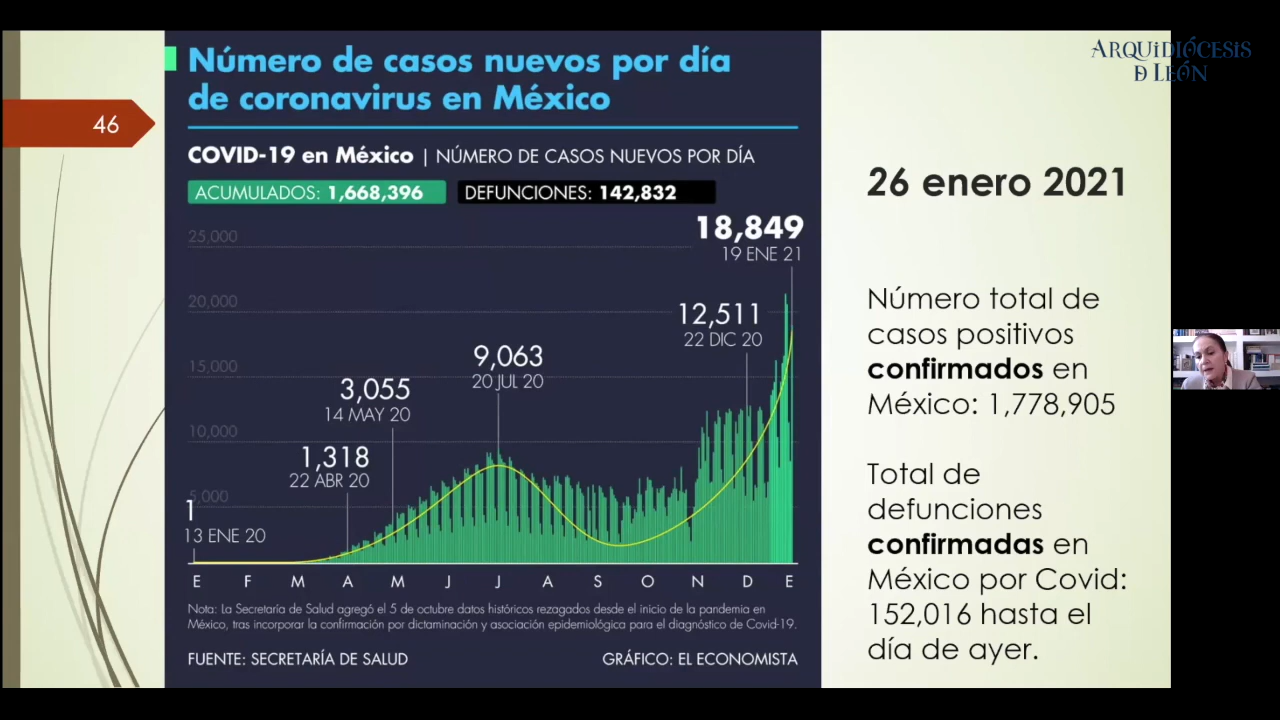 ARQUiDIÓCESIS
D LEÓN
46
Número de casos nuevos por día
de coronavirus en México
COVID-19 en México | NÚMERO DE CASOS NUEVOS POR DÍA
ACUMULADOS: 1,668,396 DEFUNCIONES: 142,832
25,000
20,000
15,000
10,000
5,000
18,849
19 ENE 21
12,511
22 DIC 20
9,063
20 JUL 20
3,055
14 MAY 20
1,318
22 ABR 20
1
13 ENE 20
E F M A M J J A S O N D E
Nota: La Secretaría de Salud agregó el 5 de octubre datos históricos rezagados desde el inicio de la pandemia en
México, tras incorporar la confirmación por dictaminación y asociación epidemiológica para el diagnóstico de Covid-19.
FUENTE: SECRETARÍA DE SALUD GRÁFICO: EL ECONOMISTA
26 enero 2021
Número total de
casos positivos
confirmados en
México: 1,778,905
Total de
defunciones
confirmadas en
México por Covid:
152,016 hasta el
día de ayer.